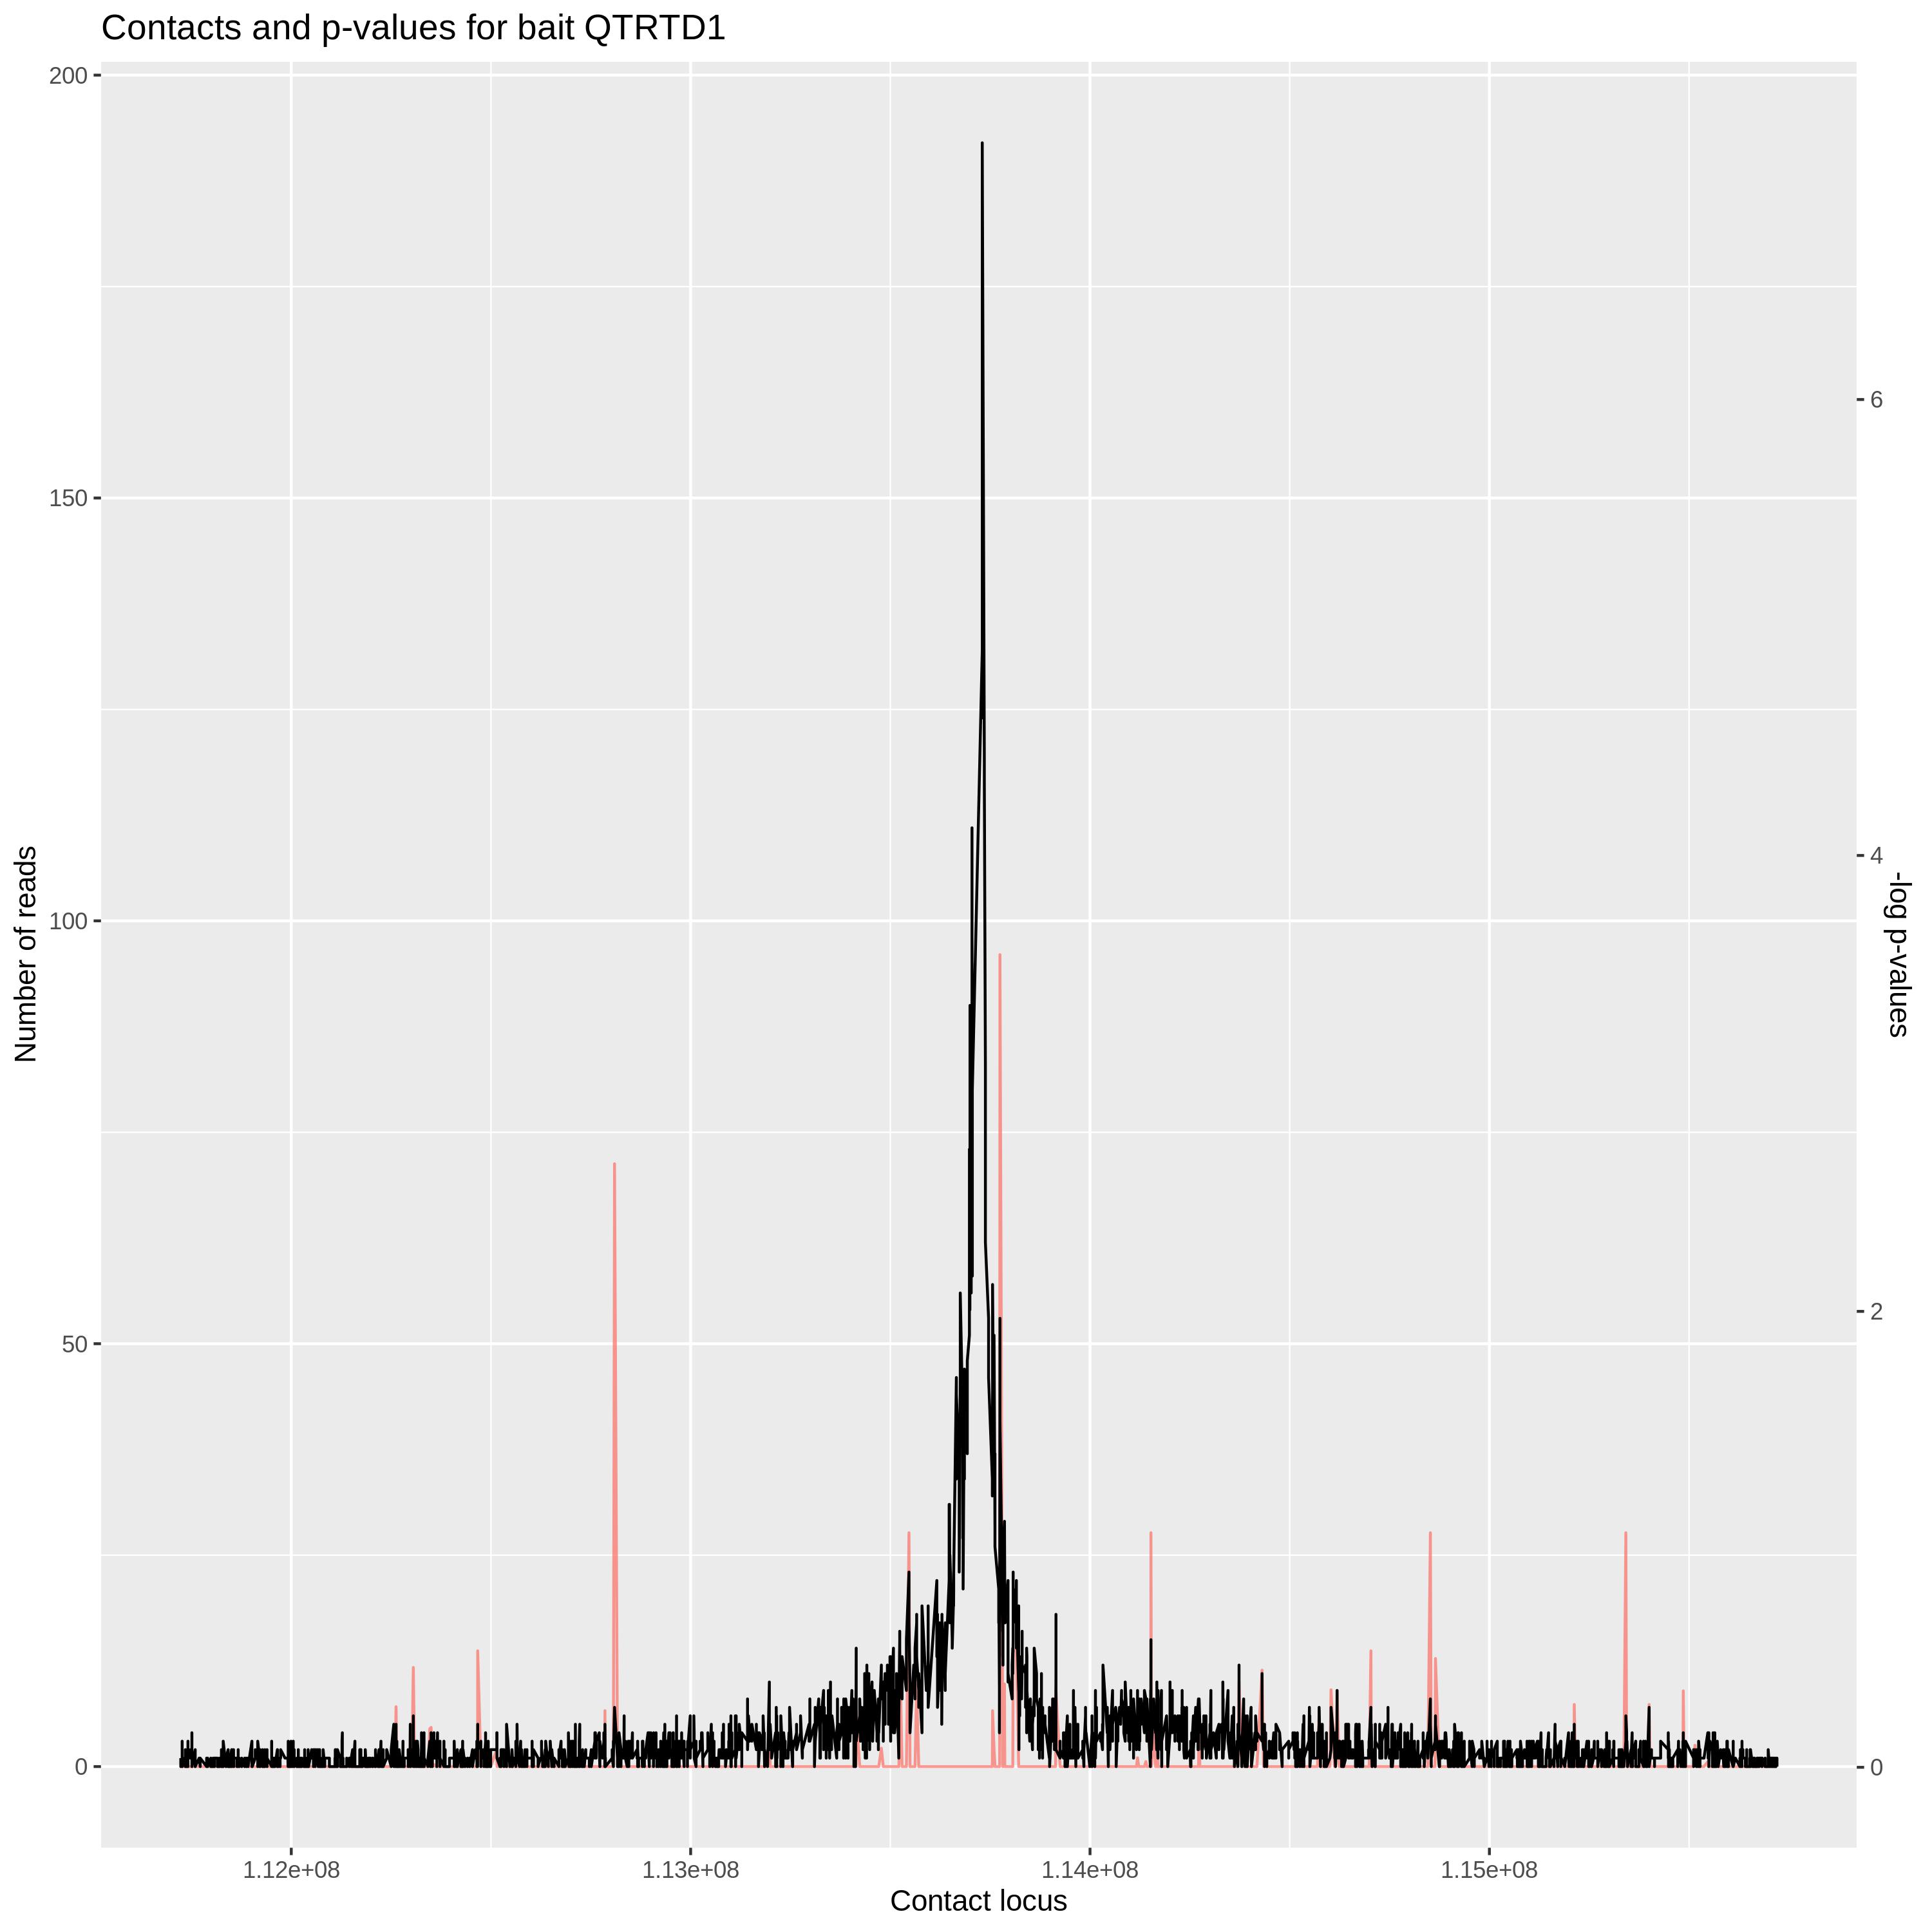 Contacts and p-values for bait QTRTD1
200
150
100
50
0
Number of reads
6
4
2
0
-log p-values
1.12e+08
1.13e+08
1.14e+08
1.15e+08
Contact locus